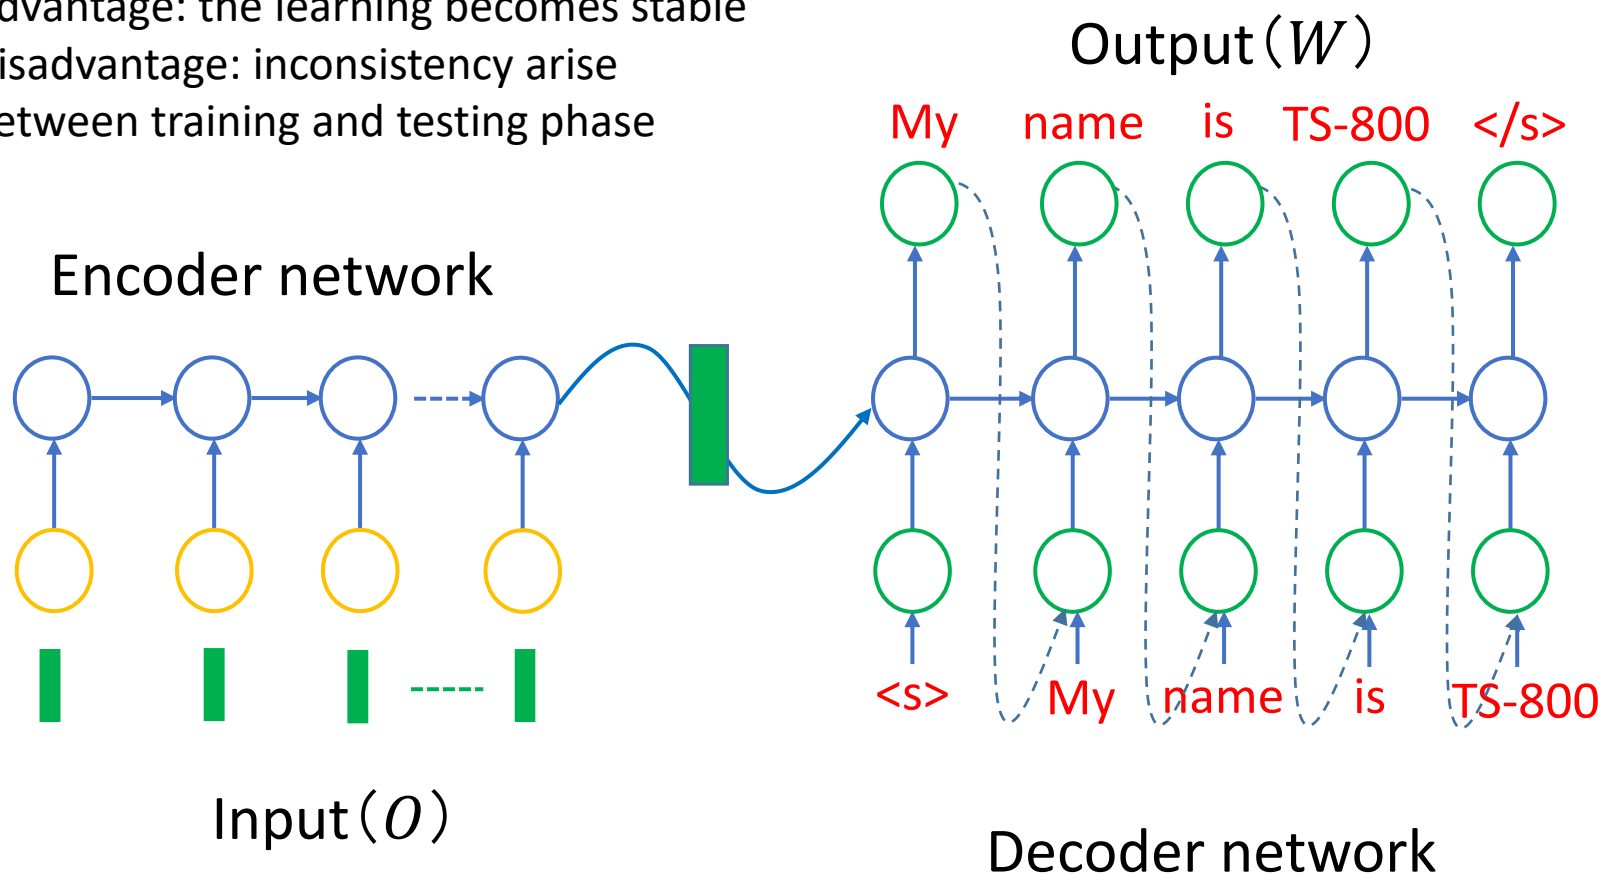 dvantage: the learning becomes stable
isadvantage: inconsistency arise
etween training and testing phase
Output(W)
My name is TS-800 </s>
Encoder network
<s> My name is TS-800
Input(O)
Decoder network